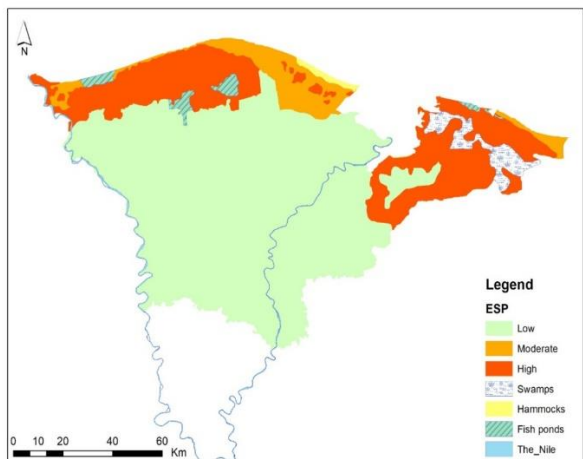 N
Legend
ESP
Low
Moderate
High
Swamps
Hammocks
Fish ponds
The_Nile
0 10 20 40 60
Km